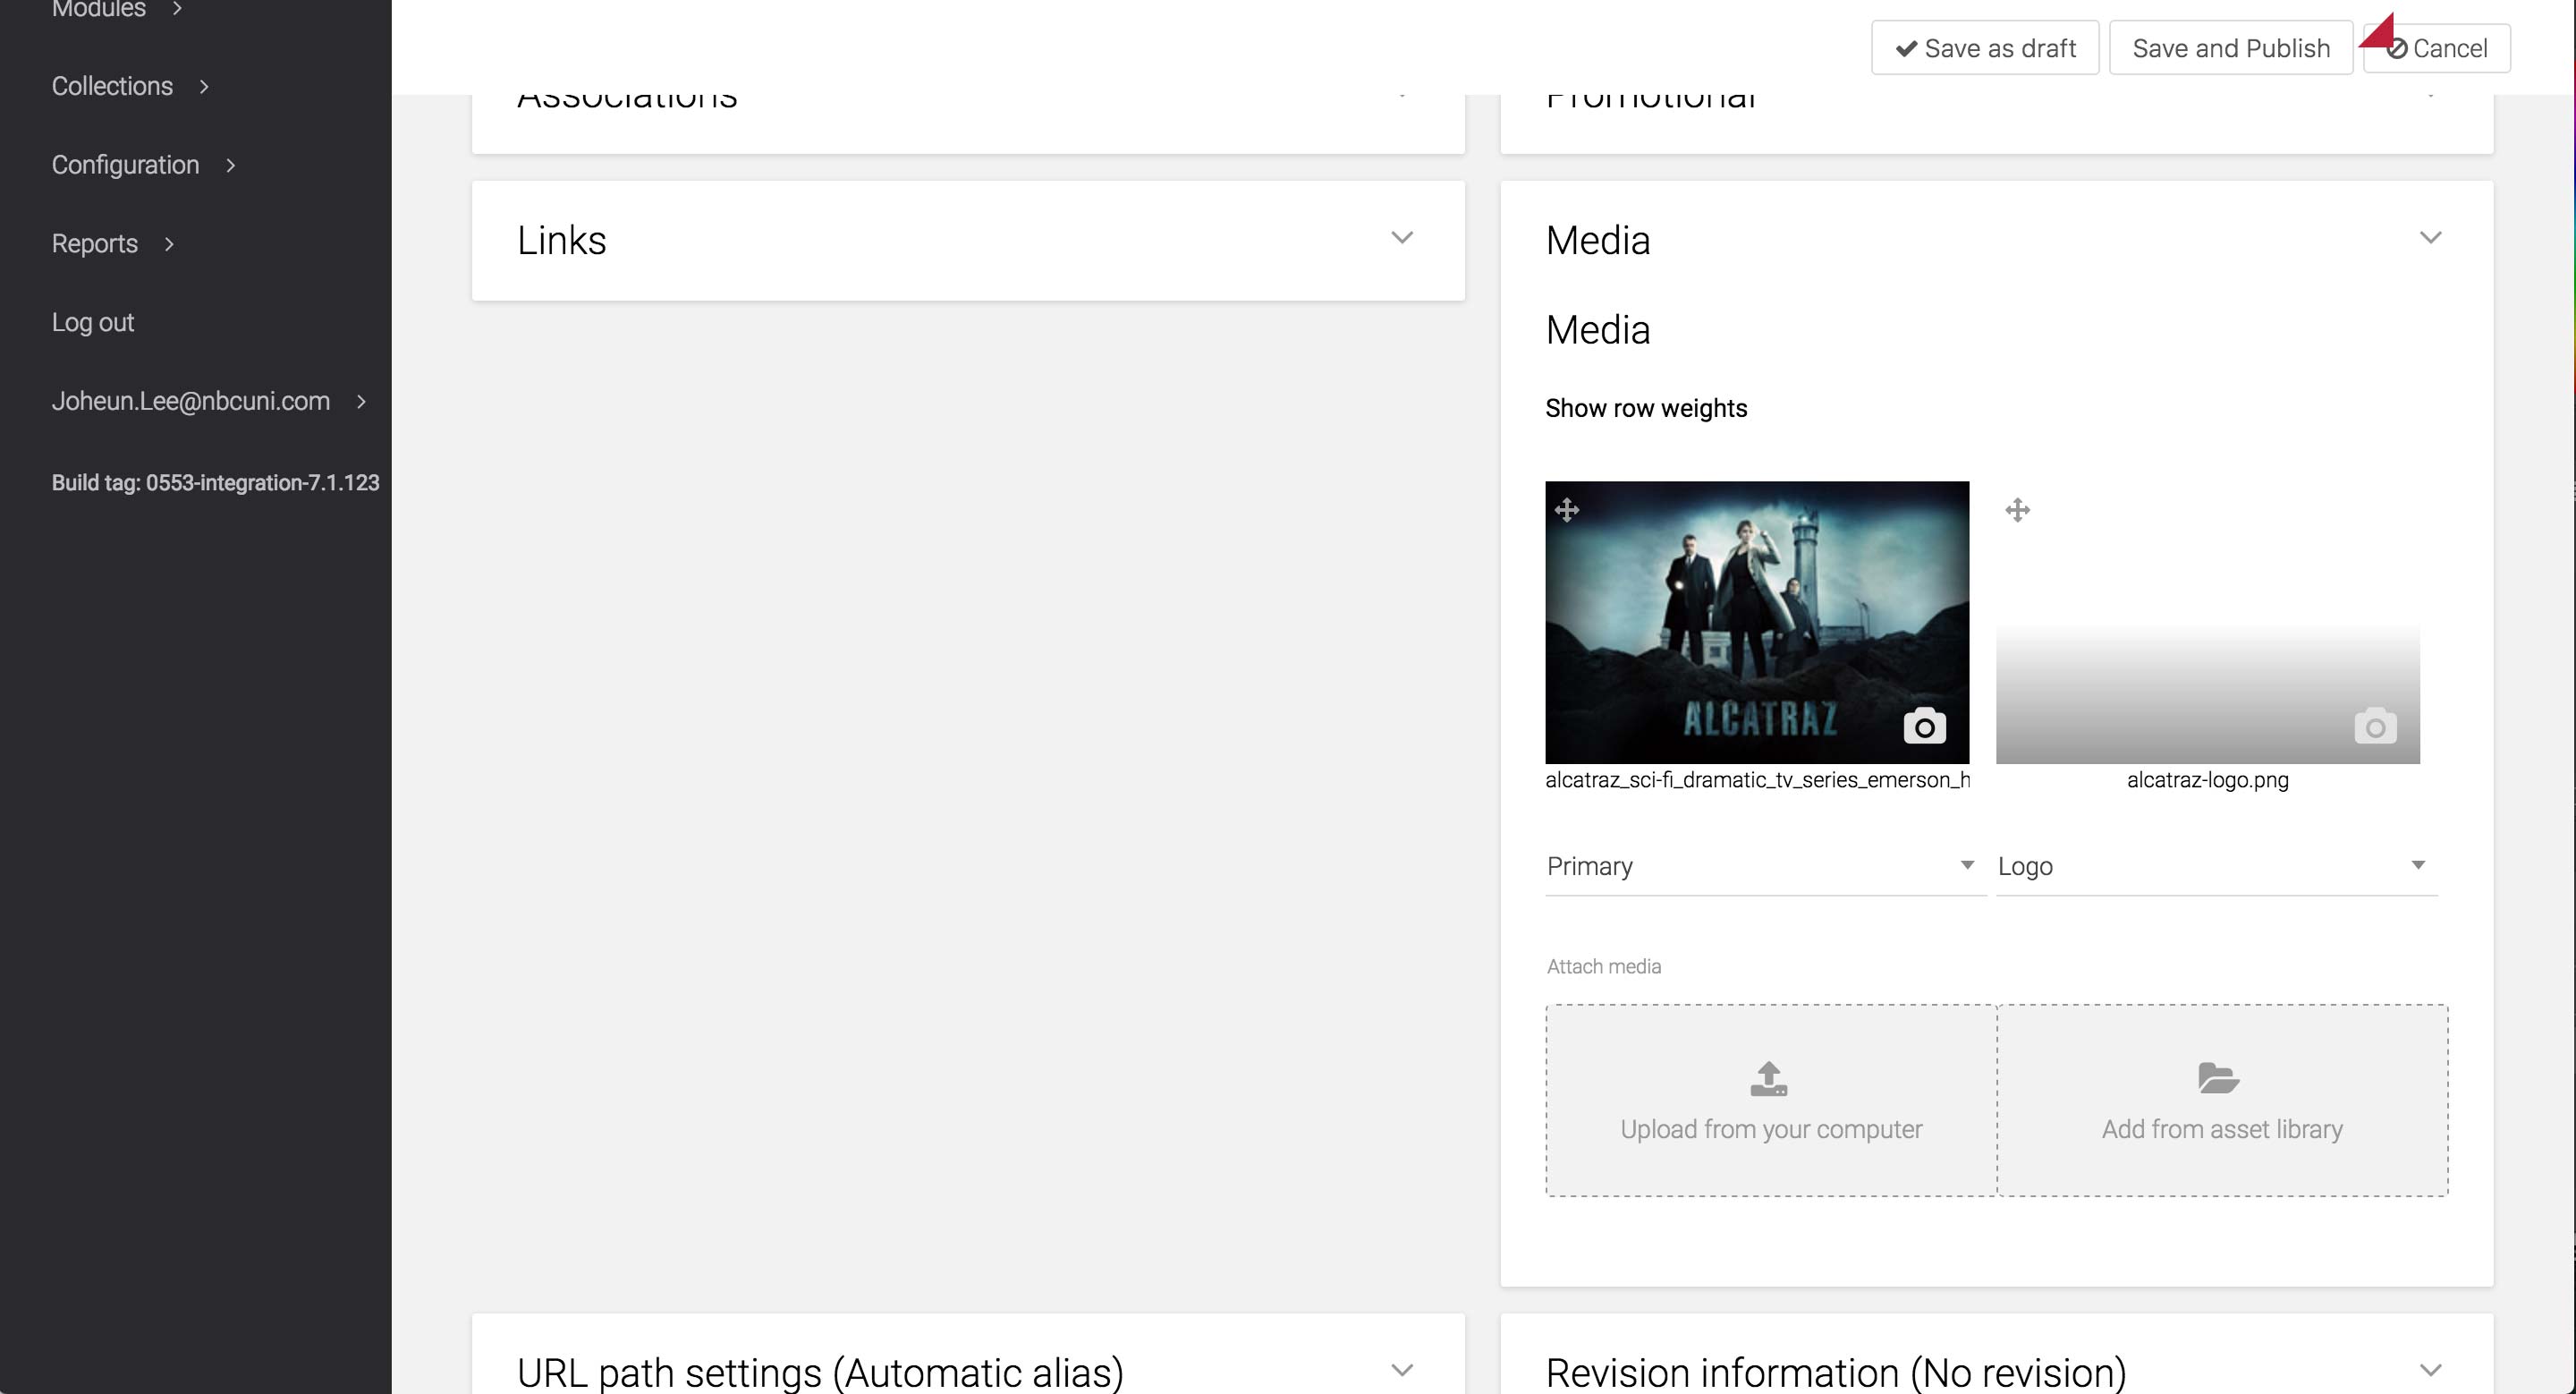 Modules
Collections
Configuration
Reports
Log out
Joheun.Lee@nbcuni.com
Build tag: 0553-integration-7.1.123
Save as draft
Save and Publish
Cancel
Associations
Promotional
Links
Media
Media
Show row weights
ALCATRAZ
alcatraz_sci-fi_dramatic_tv_series_emerson_h
alcatraz-logo.png
Primary
Logo
Attach media
Upload from your computer
Add from asset library
URL path settings (Automatic alias)
Revision information (No revision)